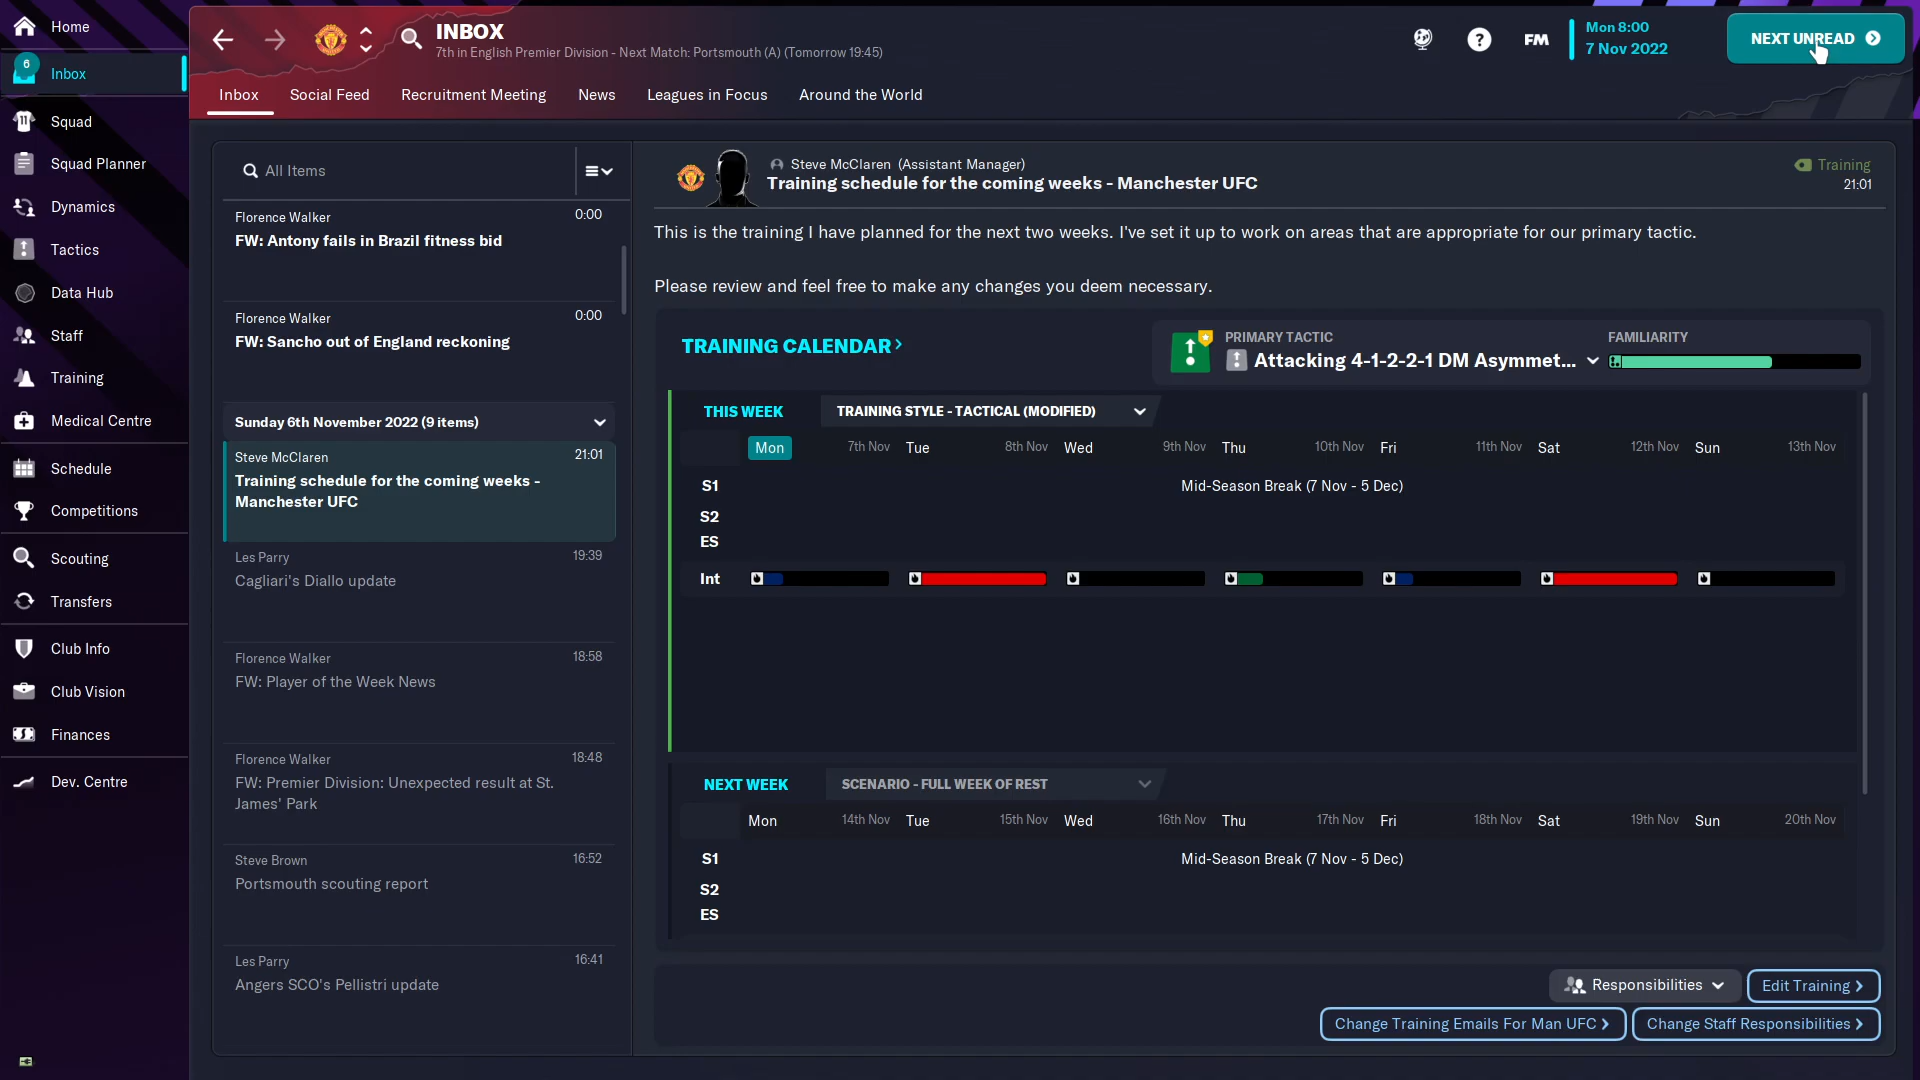 Home
6
Inbox
Squad
Squad Planner
Dynamics
Tactics
Data Hub
Staff
Training
Medical Centre
Schedule
Competitions
Scouting
Transfers
Club Info
Club Vision
Finances
Dev. Centre
INBOX
7th in English Premier Division - Next Match: Portsmouth (A) (Tomorrow 19:45)
FM
Mon 8:00
7 Nov 2022
NEXT UNREAD
Inbox Social Feed Recruitment Meeting News Leagues in Focus Around the World
All Items
Florence Walker 0:00
FW: Antony fails in Brazil fitness bid
Florence Walker 0:00
FW: Sancho out of England reckoning
Sunday 6th November 2022 (9 items)
Steve McClaren 21:01
Training schedule for the coming weeks -
Manchester UFC
Les Parry 19:39
Cagliari's Diallo update
Florence Walker 18:58
FW: Player of the Week News
Florence Walker 18:48
FW: Premier Division: Unexpected result at St.
James' Park
Steve Brown 16:52
Portsmouth scouting report
Les Parry 16:41
Angers SCO's Pellistri update
Steve McClaren (Assistant Manager)
Training schedule for the coming weeks - Manchester UFC
Training
21:01
This is the training I have planned for the next two weeks. I've set it up to work on areas that are appropriate for our primary tactic.
Please review and feel free to make any changes you deem necessary.
TRAINING CALENDAR
PRIMARY TACTIC
Attacking 4-1-2-2-1 DM Asymmet...
FAMILIARITY
THIS WEEK TRAINING STYLE - TACTICAL (MODIFIED)
Mon 7th Nov Tue 8th Nov Wed 9th Nov Thu 10th Nov Fri 11th Nov Sat 12th Nov Sun 13th Nov
S1 Mid-Season Break (7 Nov - 5 Dec)
S2
ES
Int
NEXT WEEK SCENARIO - FULL WEEK OF REST
Mon 14th Nov Tue 15th Nov Wed 16th Nov Thu 17th Nov Fri 18th Nov Sat 19th Nov Sun 20th Nov
S1 Mid-Season Break (7 Nov - 5 Dec)
S2
ES
Responsibilities Edit Training
Change Training Emails For Man UFC Change Staff Responsibilities